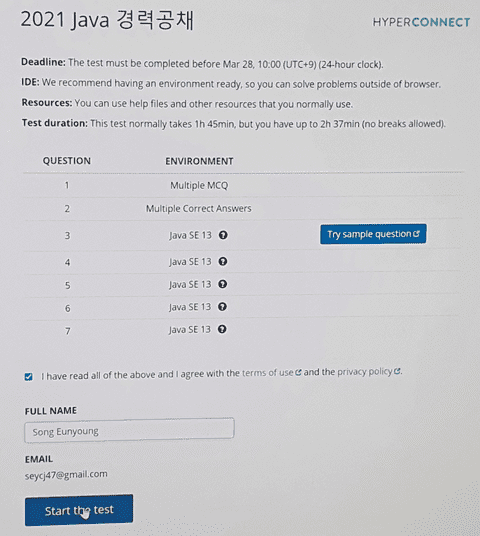 2021 Java 경력공채
HYPERCONNECT
Deadline: The test must be completed before Mar 28, 10:00 (UTC+9) (24-hour clock).
IDE: We recommend having an environment ready, so you can solve problems outside of browser.
Resources: You can use help files and other resources that you normally use.
Test duration: This test normally takes 1h 45min, but you have up to 2h 37min (no breaks allowed).
QUESTION ENVIRONMENT
1 Multiple MCQ
2 Multiple Correct Answers
3 Java SE 13 ? Try sample question
4 Java SE 13 ?
5 Java SE 13 ?
6 Java SE 13 ?
7 Java SE 13 ?
I have read all of the above and I agree with the terms of use and the privacy policy.
FULL NAME
Song Eunyoung
EMAIL
seycj47@gmail.com
Start the test